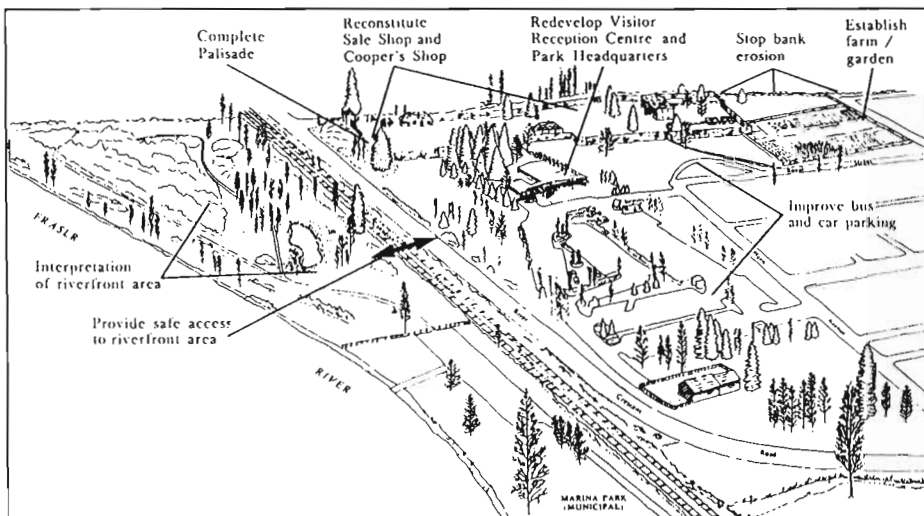 Complete
Palisade
Reconstitute
Sale Shop and
Cooper's Shop
Redevelop Visitor
Reception Centre and
Park Headquarters
Stop bank
erosion
Establish
farm /
garden
Improve bus
and car parking
FRASER
Interpretation
of riverfront area
Provide safe access
to riverfront area
RIVER
Road
MARINA PARK
(MUNICIPAL)